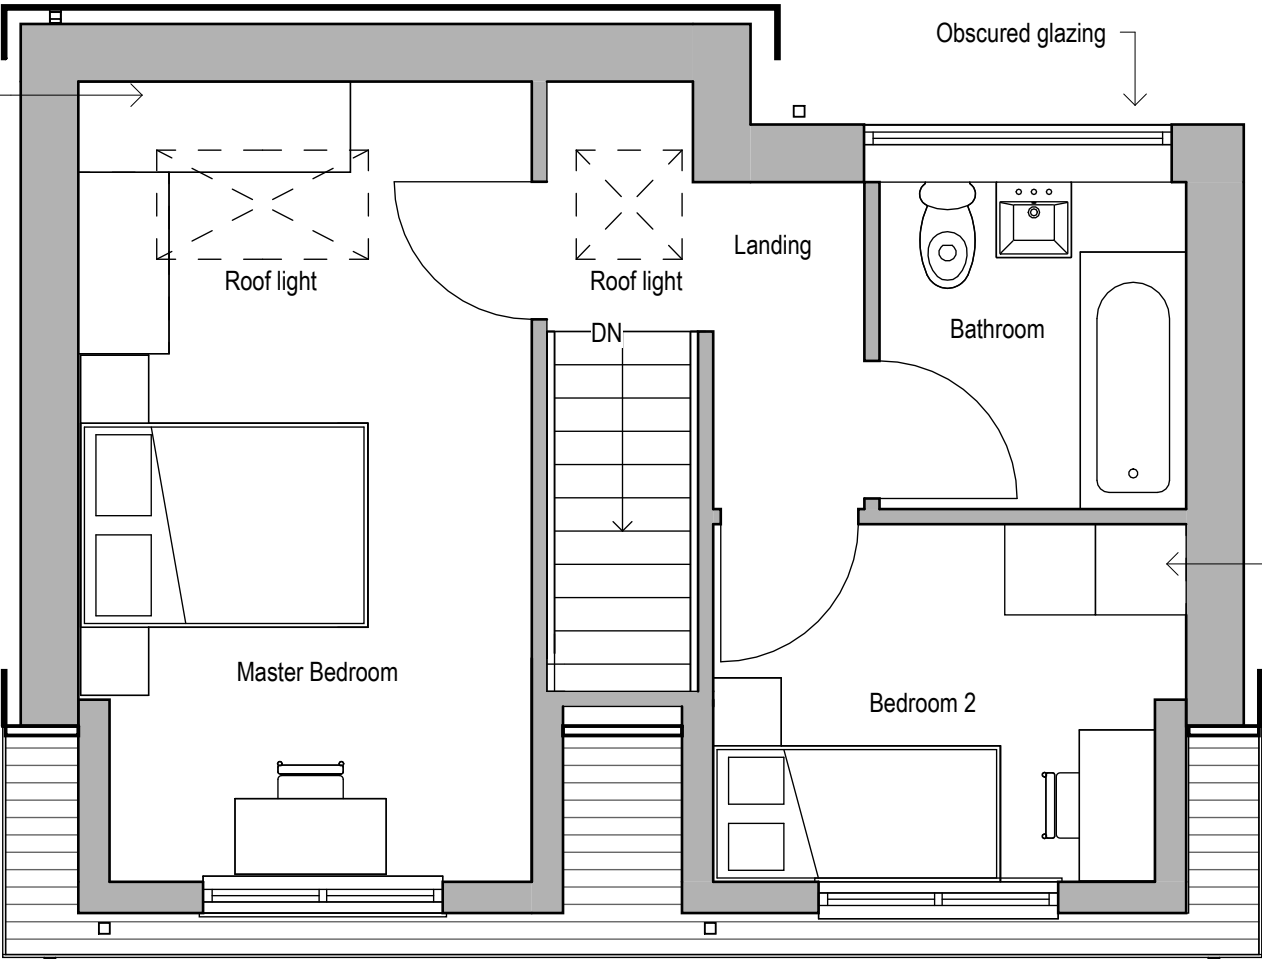 Obscured glazing
Landing
Roof light
Roof light
Bathroom
DN
Master Bedroom
Bedroom 2